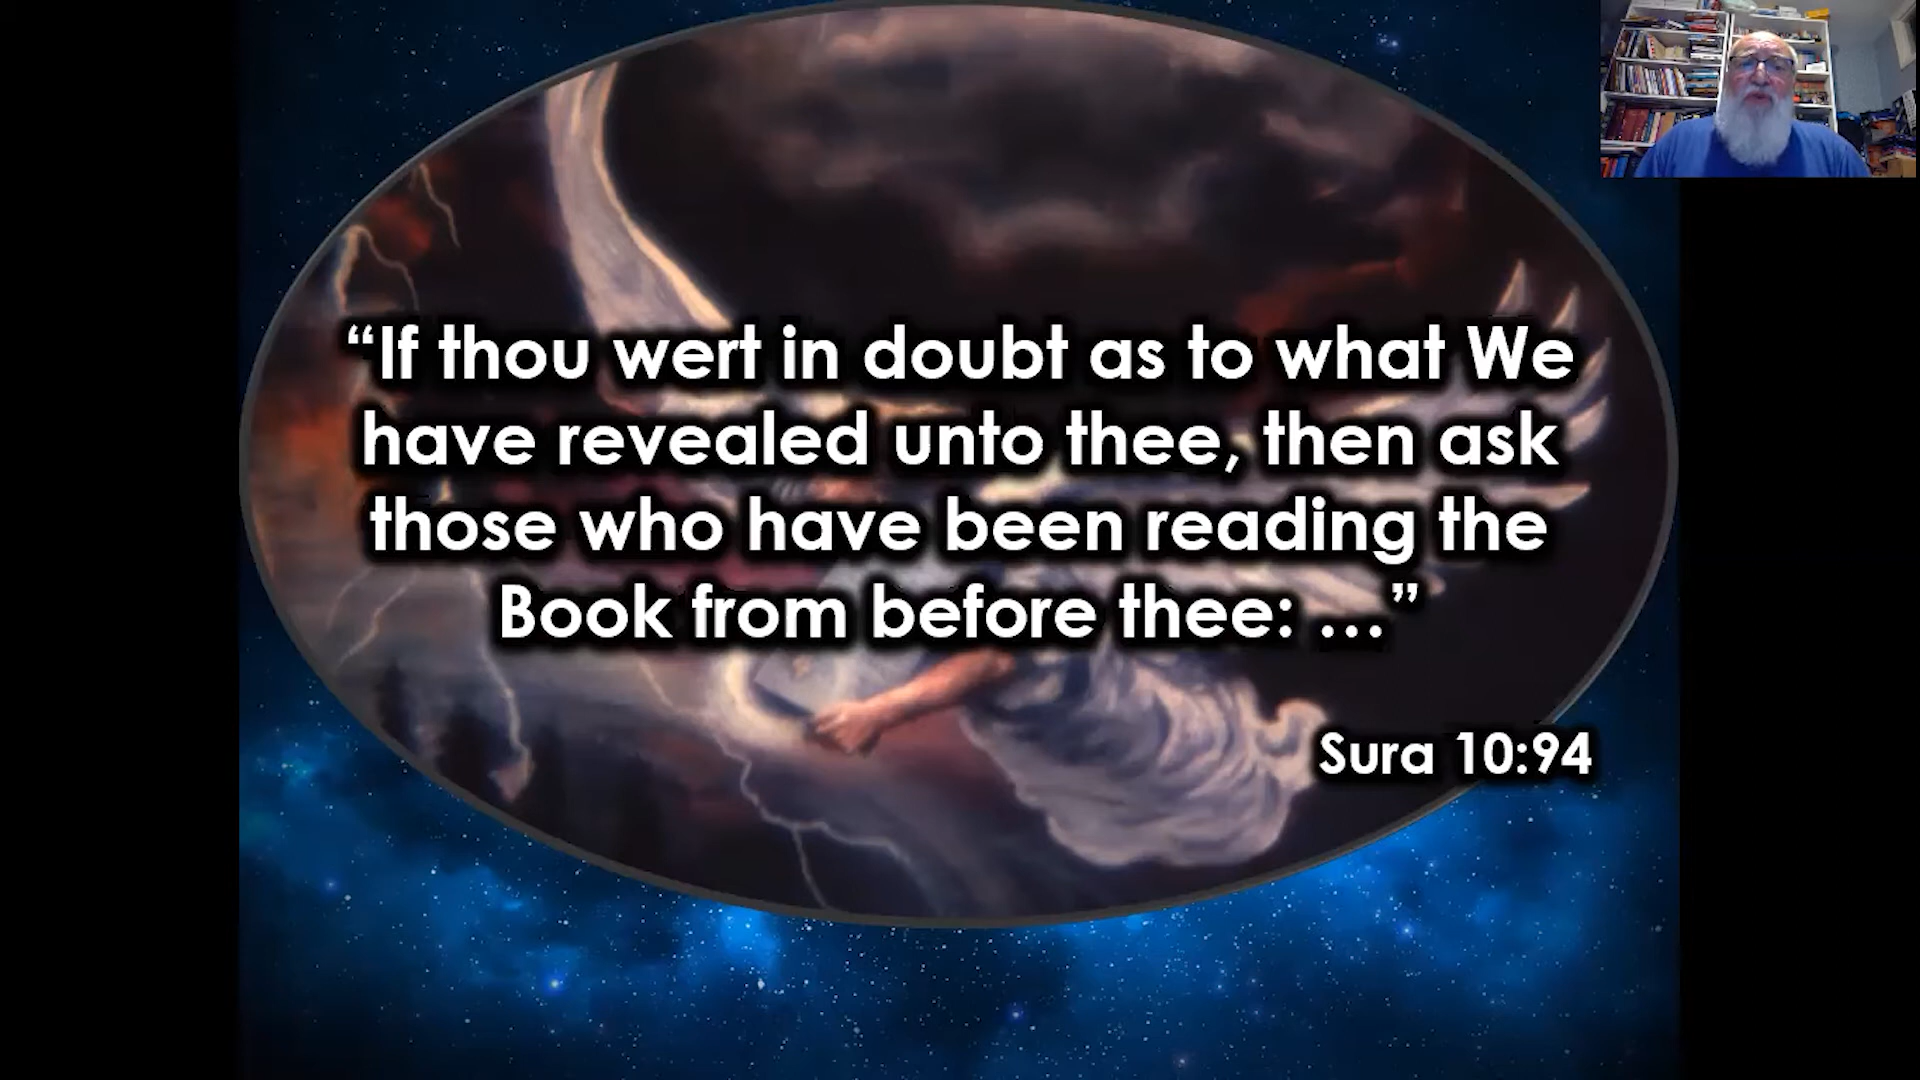 “If thou wert in doubt as to what We
have revealed unto thee, then ask
those who have been reading the
Book from before thee: …”
Sura 10:94